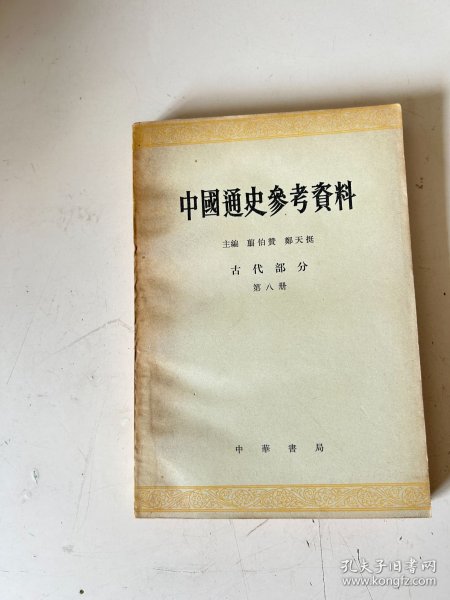 中國通史參考資料
主編 翦伯贊 鄭天挺
古代部分
第八册
中華書局
孔夫子旧书网
www.kongfz.com